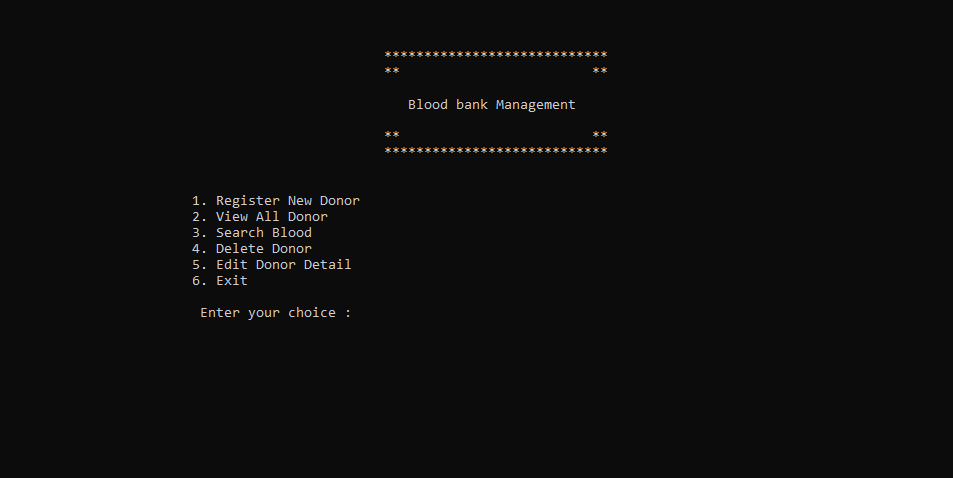 ****************************
** **
Blood bank Management
** **
****************************
1. Register New Donor
2. View All Donor
3. Search Blood
4. Delete Donor
5. Edit Donor Detail
6. Exit
Enter your choice :